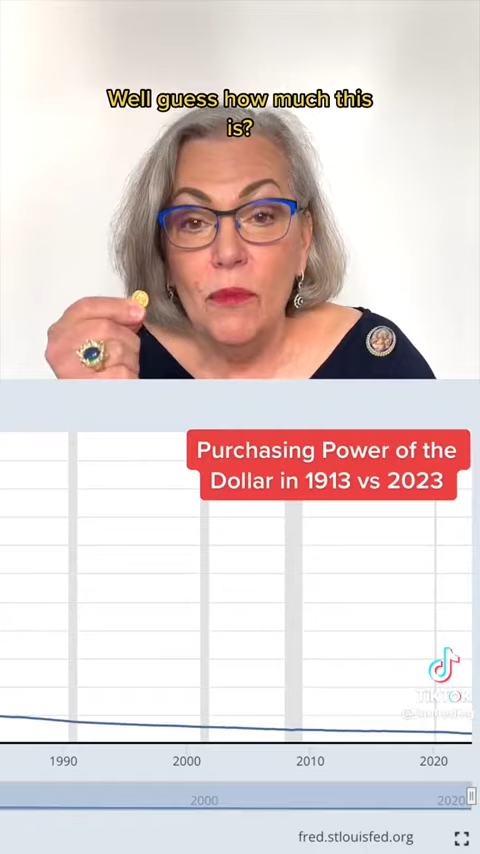 Well guess how much this
is?
Purchasing Power of the
Dollar in 1913 vs 2023
TikTok
1990
2000
2010
2020
2000
2020
fred.stlouisfed.org